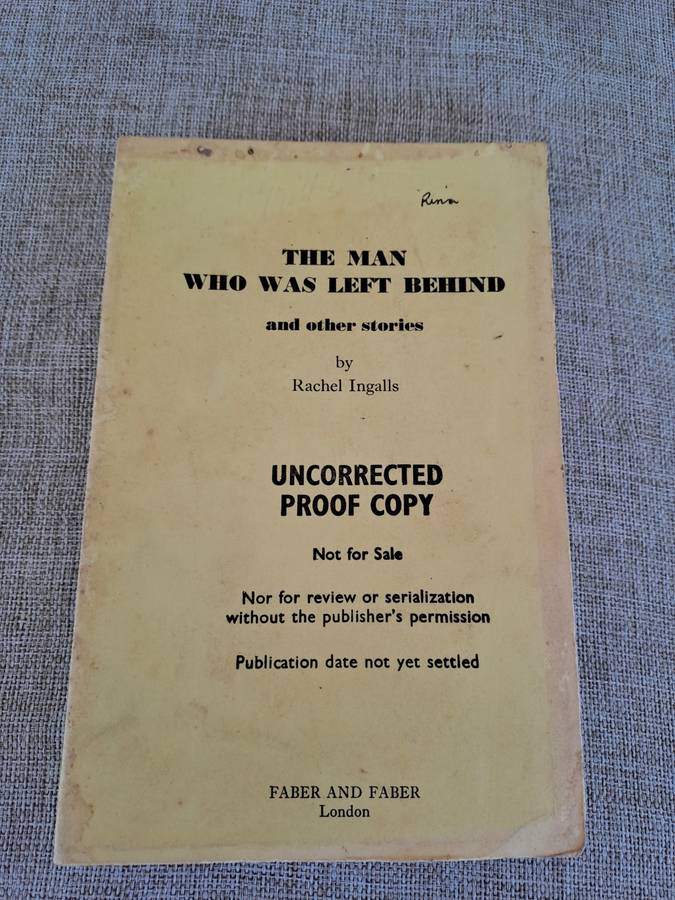 Rina
THE MAN
WHO WAS LEFT BEHIND
and other stories
by
Rachel Ingalls
UNCORRECTED
PROOF COPY
Not for Sale
Nor for review or serialization
without the publisher's permission
Publication date not yet settled
FABER AND FABER
London